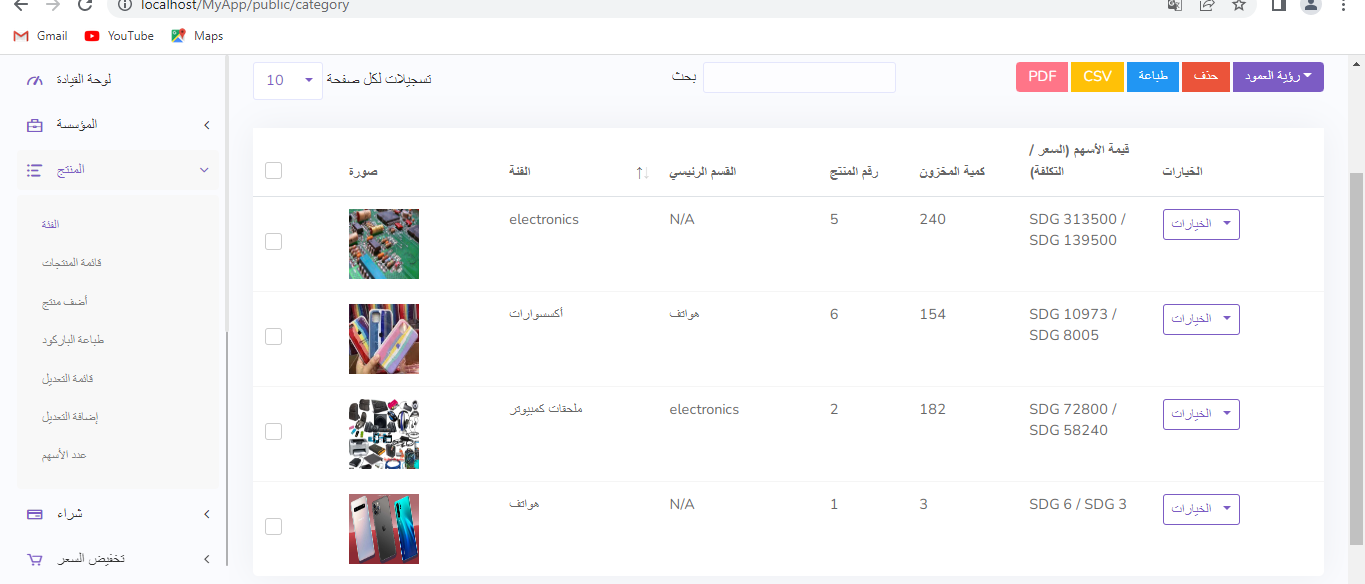 localhost/MyApp/public/category
Gmail YouTube Maps
لوحة القيادة
المؤسسة
المنتج
الفئة
قائمة المنتجات
أضف منتج
طباعة الباركود
قائمة التعديل
إضافة التعديل
عدد الأسهم
شراء
تخفيض السعر
10 تسجيلات لكل صفحة
بحث
PDF CSV طباعة حذف رؤية العمود
صورة الفئة القسم الرئيسي رقم المنتج كمية المخزون قيمة الأسهم (السعر /
التكلفة) الخيارات
electronics N/A 5 240 SDG 313500 /
SDG 139500 الخيارات
أكسسوارات هواتف 6 154 SDG 10973 /
SDG 8005 الخيارات
ملحقات كمبيوتر electronics 2 182 SDG 72800 /
SDG 58240 الخيارات
هواتف N/A 1 3 SDG 6 / SDG 3 الخيارات